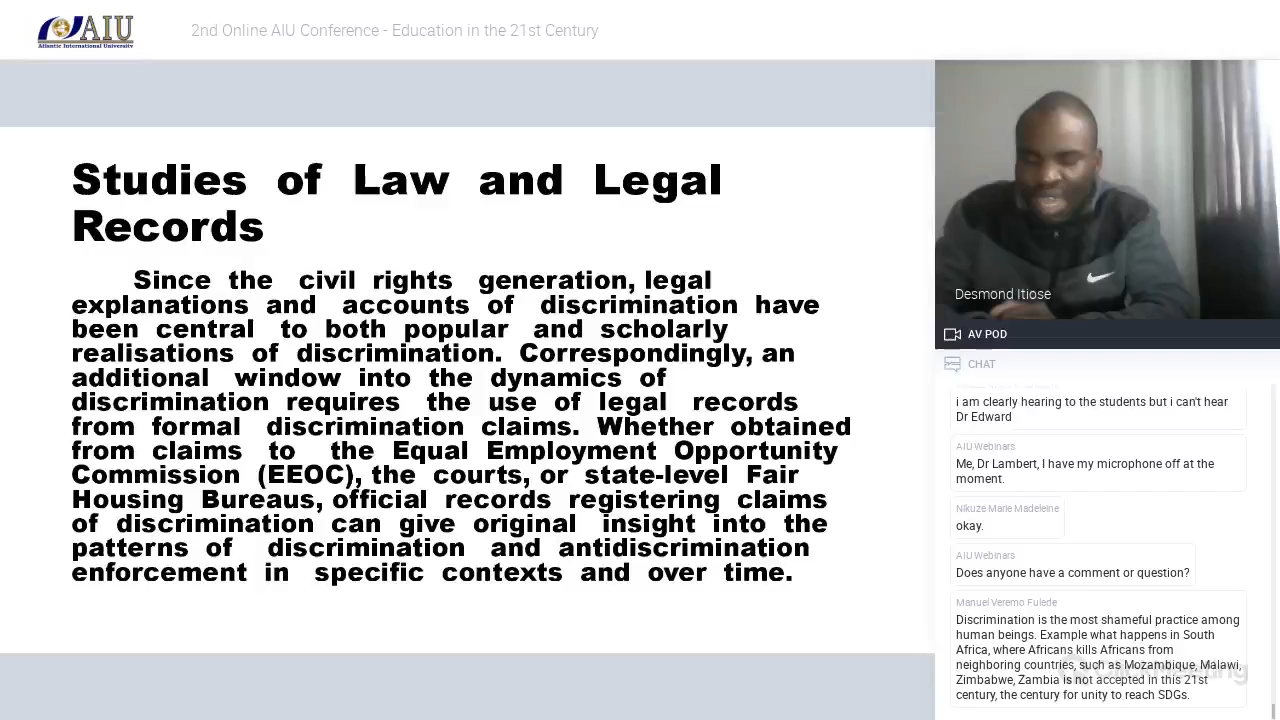 AIU
Atlantic International University
2nd Online AIU Conference - Education in the 21st Century
Studies of Law and Legal
Records
Since the civil rights generation, legal
explanations and accounts of discrimination have
been central to both popular and scholarly
realisations of discrimination. Correspondingly, an
additional window into the dynamics of
discrimination requires the use of legal records
from formal discrimination claims. Whether obtained
from claims to the Equal Employment Opportunity
Commission (EEOC), the courts, or state-level Fair
Housing Bureaus, official records registering claims
of discrimination can give original insight into the
patterns of discrimination and antidiscrimination
enforcement in specific contexts and over time.
Desmond Itiose
AV POD
CHAT
i am clearly hearing to the students but i can't hear
Dr Edward
AIU Webinars
Me, Dr Lambert, I have my microphone off at the
moment.
Nikuze Marie Madeleine
okay.
AIU Webinars
Does anyone have a comment or question?
Manuel Veremo Fulede
Discrimination is the most shameful practice among
human beings. Example what happens in South
Africa, where Africans kills Africans from
neighboring countries, such as Mozambique, Malawi,
Zimbabwe, Zambia is not accepted in this 21st
century, the century for unity to reach SDGs.